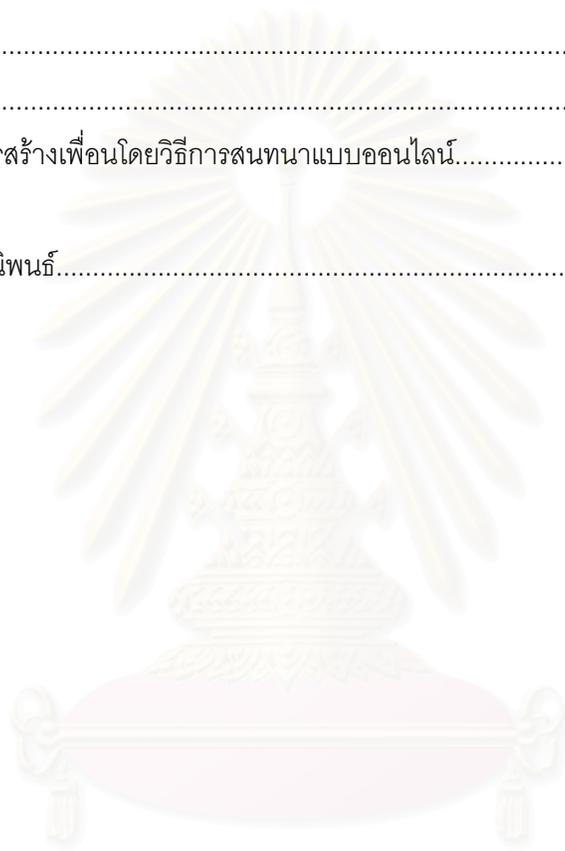 ..........................................................................
..........................................................................
รสร้างเพื่อนโดยวิธีการสนทนาแบบออนไลน์...............
นิพนธ์.....................................................................